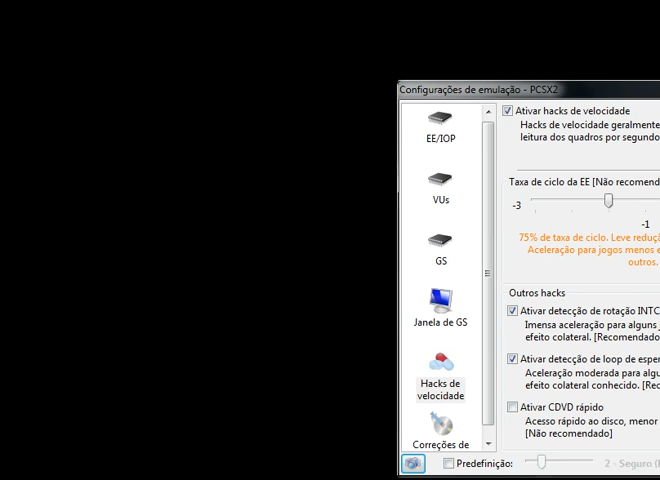 Configurações de emulação - PCSX2
EE/IOP
VUs
GS
Janela de GS
Hacks de
velocidade
Correções de
Ativar hacks de velocidade
Hacks de velocidade geralmente
leitura dos quadros por segundo
Taxa de ciclo da EE [Não recomend
-3
-1
75% de taxa de ciclo. Leve reduçã
Aceleração para jogos menos e
outros.
Outros hacks
Ativar detecção de rotação INTC
Imensa aceleração para alguns j
efeito colateral. [Recomendado
Ativar detecção de loop de esper
Aceleração moderada para algu
efeito colateral conhecido. [Rec
Ativar CDVD rápido
Acesso rápido ao disco, menor
[Não recomendado]
Predefinição:
2 - Seguro (